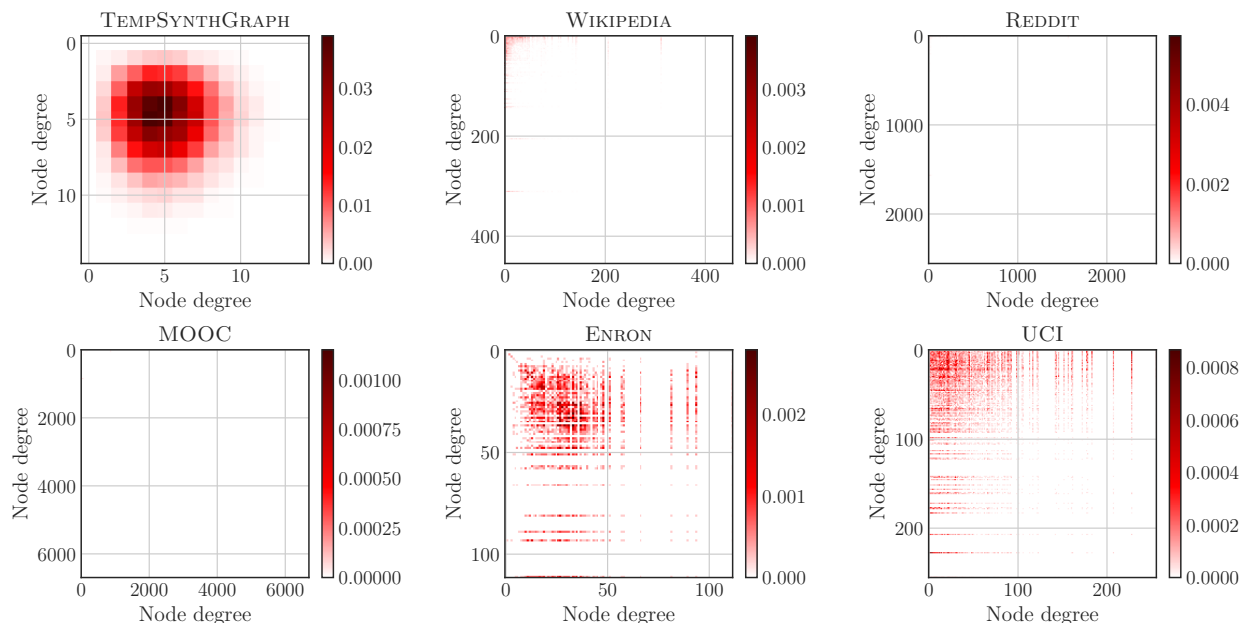 TEMPSYNTHGRAPH
0
5
10
Node degree
0 5 10
Node degree
0.03
0.02
0.01
0.00
WIKIPEDIA
0
200
400
Node degree
0 200 400
Node degree
0.003
0.002
0.001
0.000
REDDIT
0
1000
2000
Node degree
0 1000 2000
Node degree
0.004
0.002
0.000
MOOC
0
2000
4000
6000
Node degree
0 2000 4000 6000
Node degree
0.00100
0.00075
0.00050
0.00025
0.00000
ENRON
0
50
100
Node degree
0 50 100
Node degree
0.002
0.001
0.000
UCI
0
100
200
Node degree
0 100 200
Node degree
0.0008
0.0006
0.0004
0.0002
0.0000